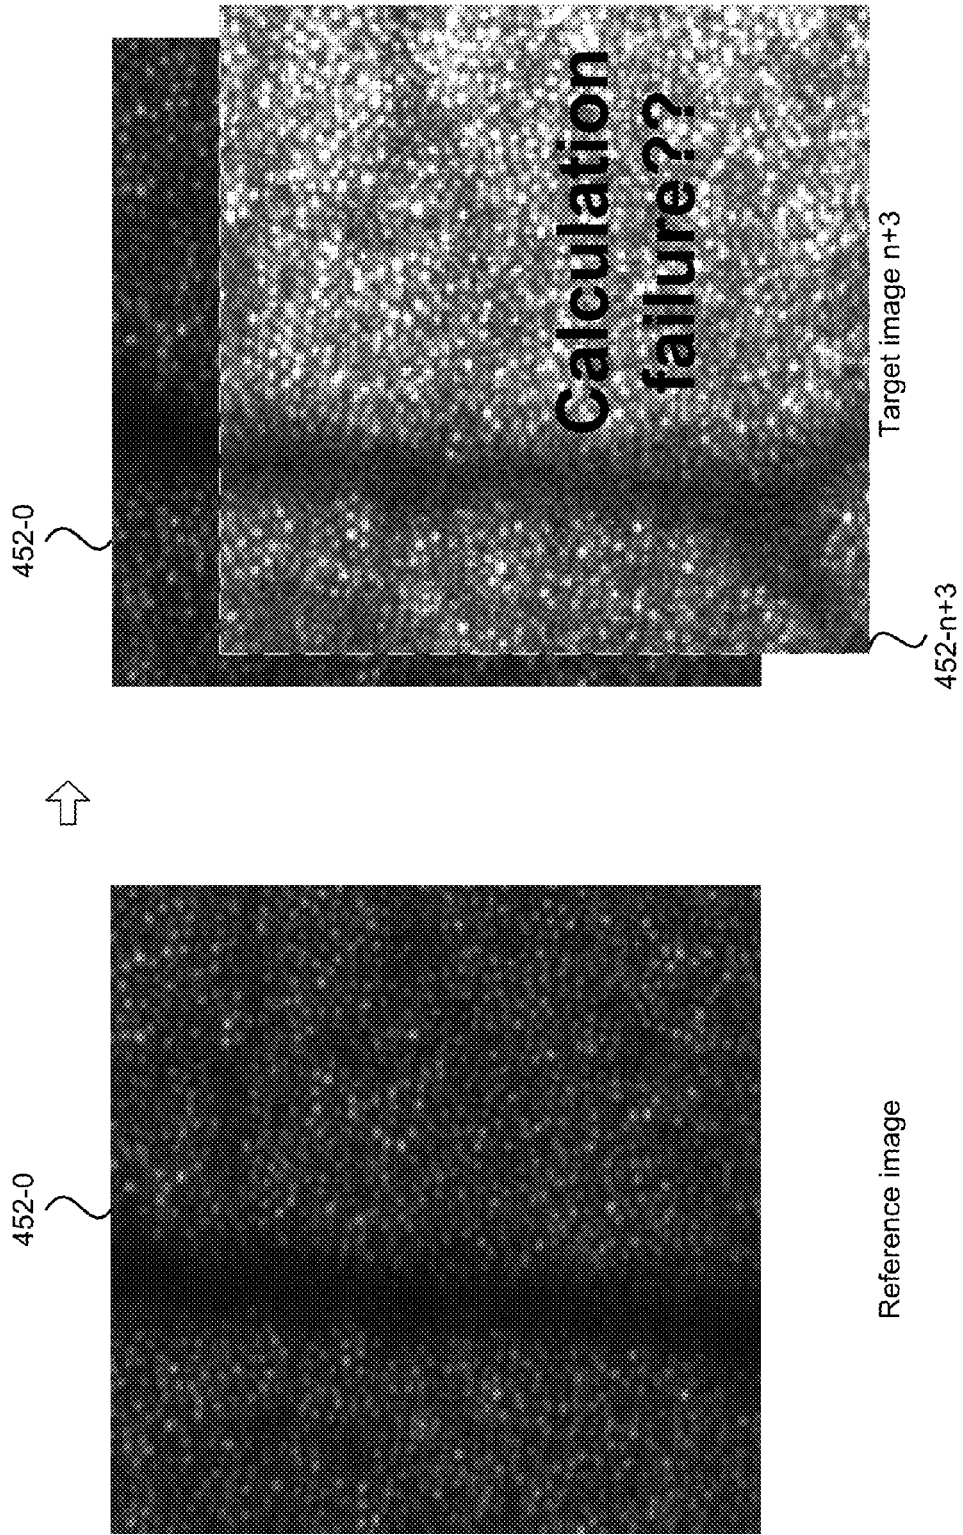 452-0
Reference image
452-0
Calculation
failure??
Target image n+3
452-n+3